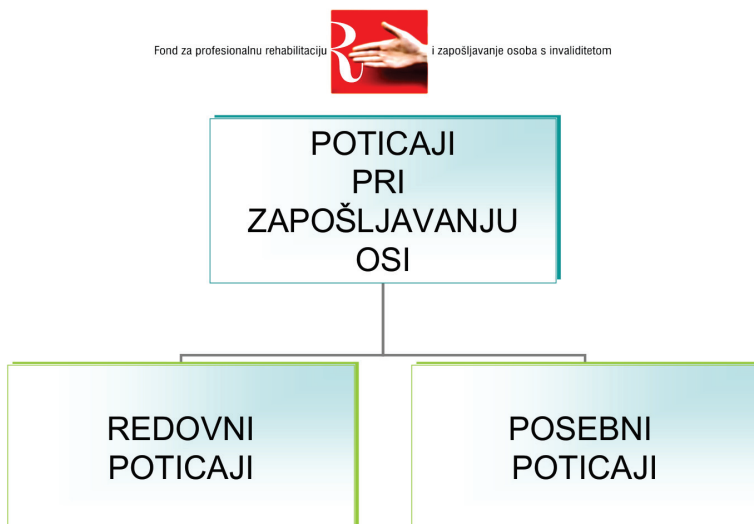 Fond za profesionalnu rehabilitaciju i zapošljavanje osoba s invaliditetom
POTICAJI
PRI
ZAPOŠLJAVANJU
OSI
REDOVNI
POTICAJI
POSEBNI
POTICAJI